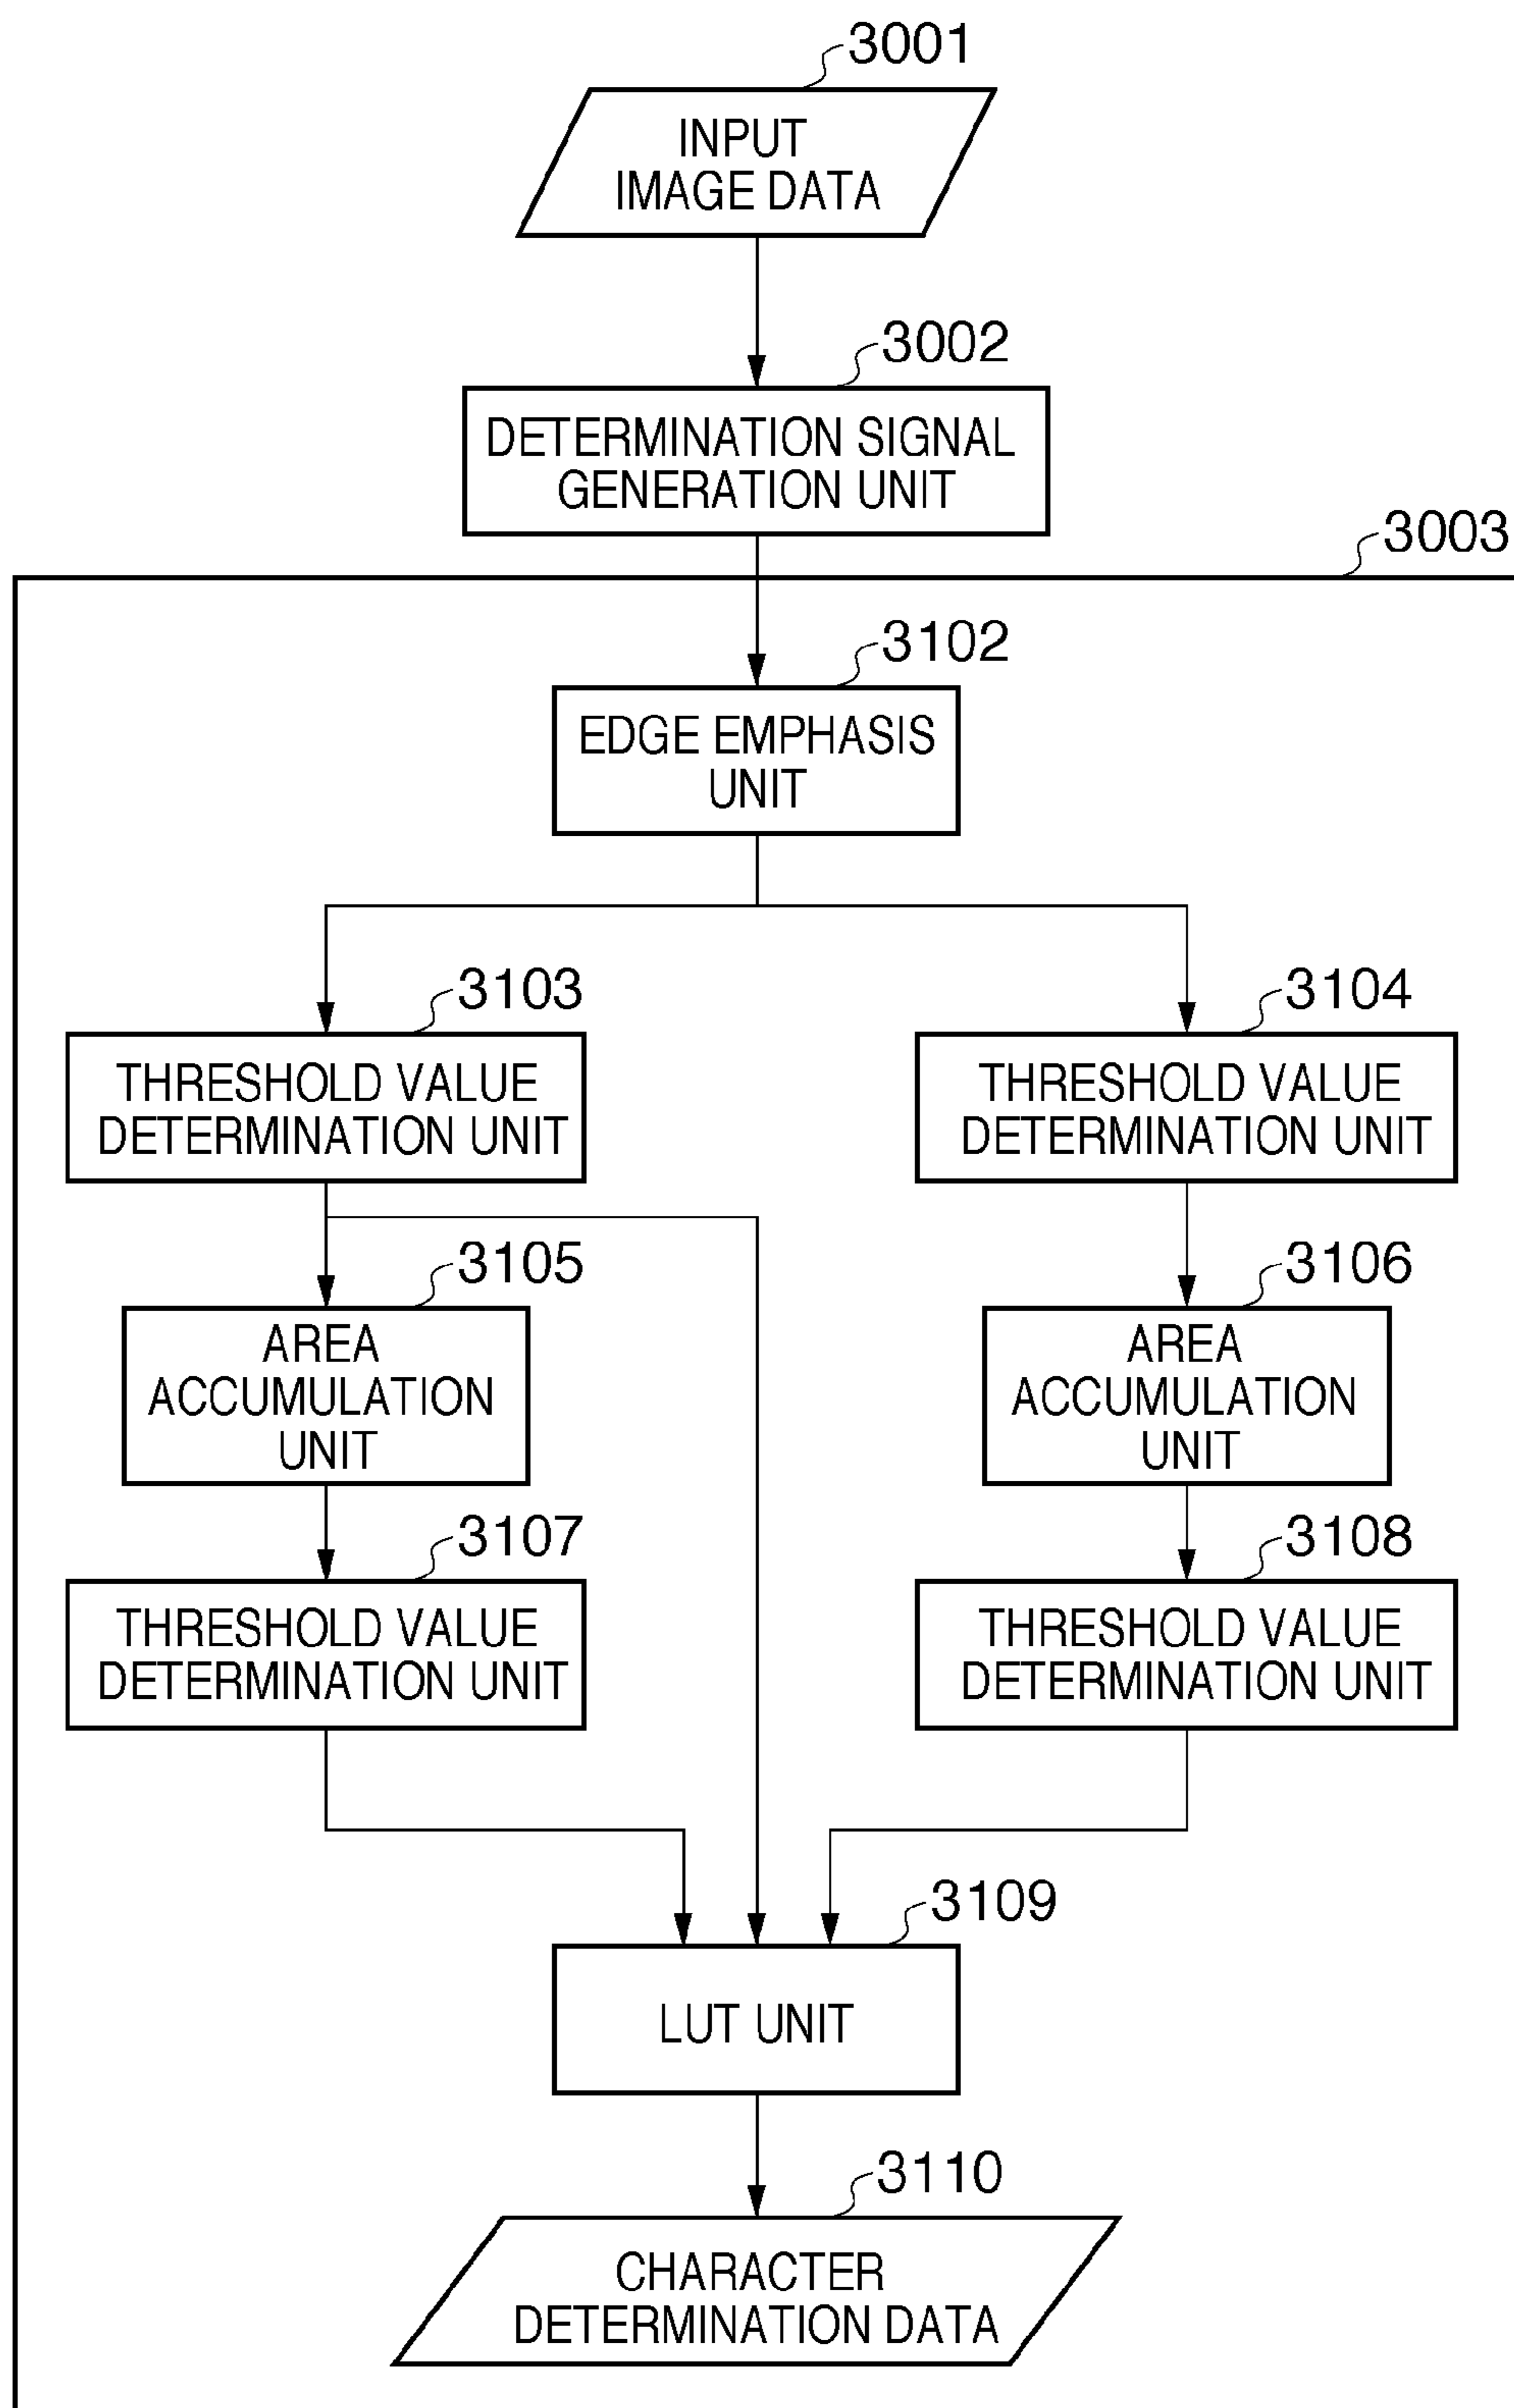 3001
INPUT
IMAGE DATA
3002
DETERMINATION SIGNAL
GENERATION UNIT
3003
3102
EDGE EMPHASIS
UNIT
3103
THRESHOLD VALUE
DETERMINATION UNIT
3104
THRESHOLD VALUE
DETERMINATION UNIT
3105
AREA
ACCUMULATION
UNIT
3106
AREA
ACCUMULATION
UNIT
3107
THRESHOLD VALUE
DETERMINATION UNIT
3108
THRESHOLD VALUE
DETERMINATION UNIT
3109
LUT UNIT
3110
CHARACTER
DETERMINATION DATA